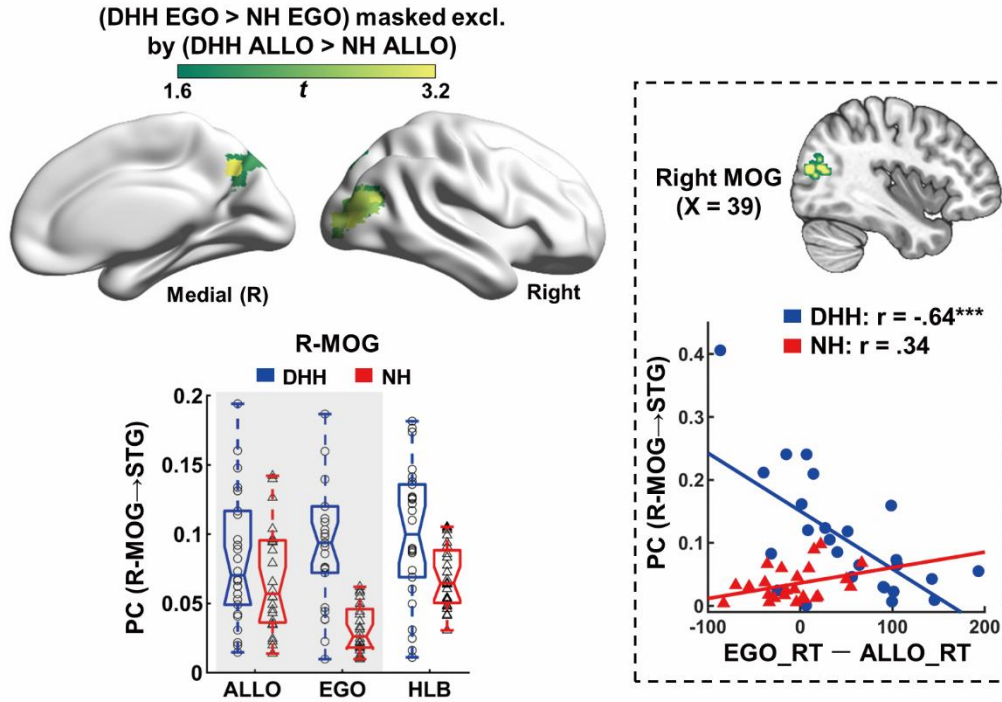 (DHH EGO > NH EGO) masked excl.
by (DHH ALLO > NH ALLO)
1.6 t 3.2
Medial (R)
Right
R-MOG
DHH NH
PC (R-MOG→STG)
0.2
0.15
0.1
0.05
0
ALLO EGO HLB
Right MOG
(X = 39)
DHH: r = -.64***
NH: r = .34
PC (R-MOG→STG)
0.4
0.3
0.2
0.1
0
-100 0 100 200
EGO_RT − ALLO_RT